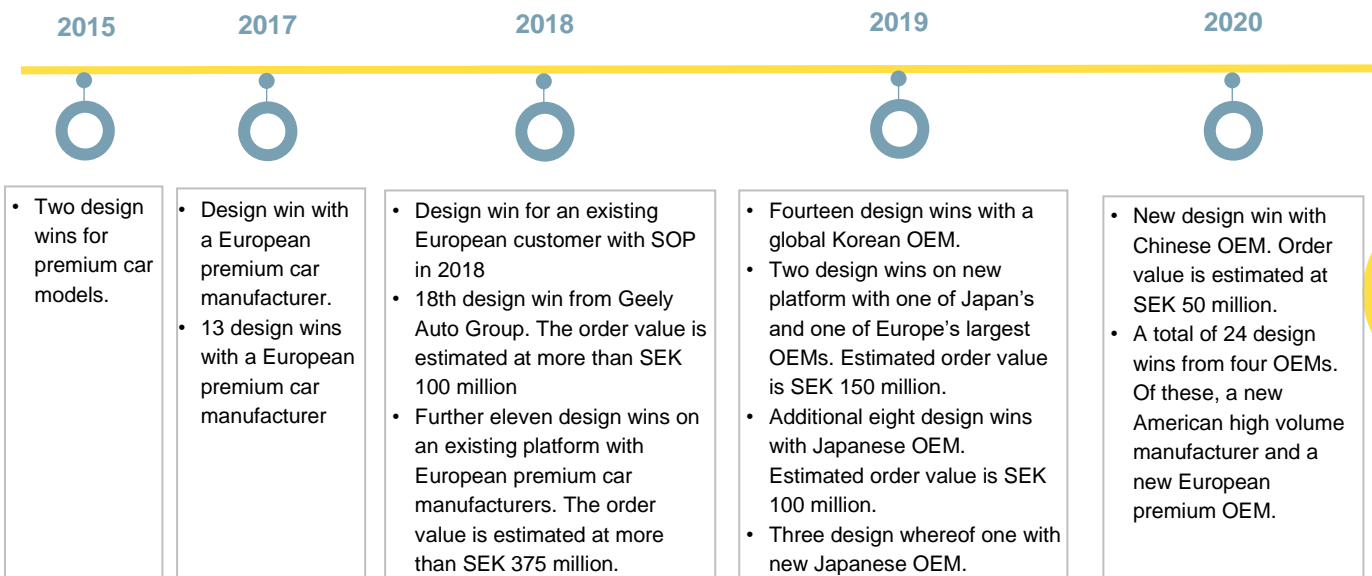 2015
2017
2018
2019
2020
• Two design
wins for
premium car
models.
• Design win with
a European
premium car
manufacturer.
• 13 design wins
with a European
premium car
manufacturer
• Design win for an existing
European customer with SOP
in 2018
• 18th design win from Geely
Auto Group. The order value is
estimated at more than SEK
100 million
• Further eleven design wins on
an existing platform with
European premium car
manufacturers. The order
value is estimated at more
than SEK 375 million.
• Fourteen design wins with a
global Korean OEM.
• Two design wins on new
platform with one of Japan’s
and one of Europe’s largest
OEMs. Estimated order value
is SEK 150 million.
• Additional eight design wins
with Japanese OEM.
Estimated order value is SEK
100 million.
• Three design whereof one with
new Japanese OEM.
• New design win with
Chinese OEM. Order
value is estimated at
SEK 50 million.
• A total of 24 design
wins from four OEMs.
Of these, a new
American high volume
manufacturer and a
new European
premium OEM.